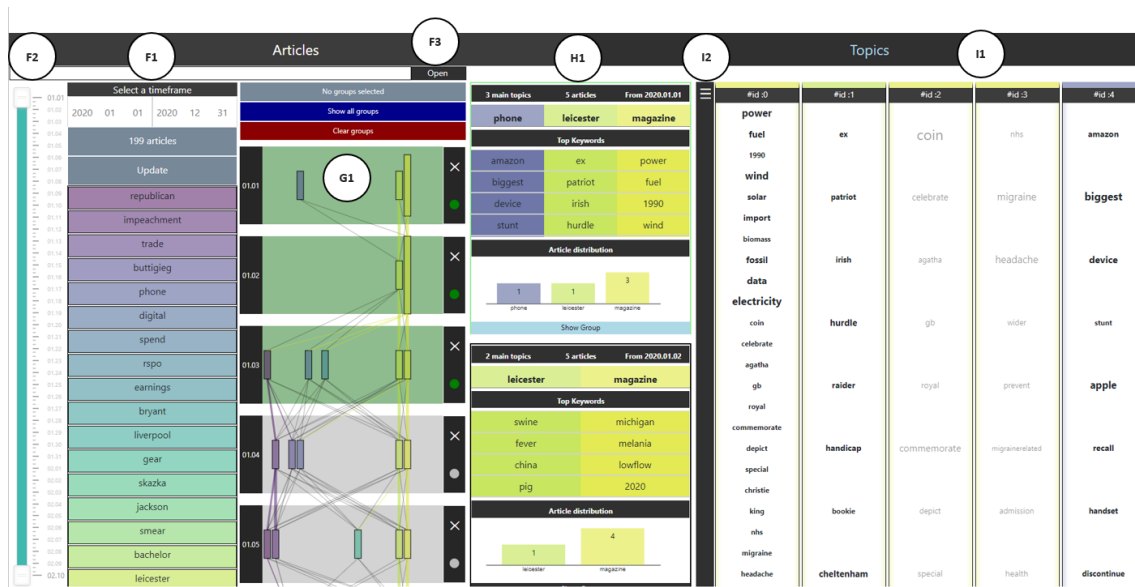 F2
F1
Articles
F3
H1
I2
Topics
I1
Open
Select a timeframe
2020 01 01 2020 12 31
199 articles
Update
republican
impeachment
trade
buttigieg
phone
digital
spend
rspo
earnings
bryant
liverpool
gear
skazka
jackson
smear
bachelor
leicester
01.01
01.02
01.03
01.04
01.05
01.06
01.07
01.08
01.09
01.10
01.11
01.12
01.13
01.14
01.15
01.16
01.17
01.18
01.19
01.20
01.21
01.22
01.23
01.24
01.25
01.26
01.27
01.28
01.29
01.30
01.31
02.01
02.02
02.03
02.04
02.05
02.06
02.07
02.08
02.09
02.10
No groups selected
Show all groups
Clear groups
G1
01.01
01.02
01.03
01.04
01.05
3 main topics 5 articles From 2020.01.01
phone leicester magazine
Top Keywords
amazon ex power
biggest patriot fuel
device irish 1990
stunt hurdle wind
Article distribution
1 1 3
phone leicester magazine
Show Group
2 main topics 5 articles From 2020.01.02
leicester magazine
Top Keywords
swine michigan
fever melania
china lowflow
pig 2020
Article distribution
1 4
leicester magazine
#id :0
power
fuel
1990
wind
solar
import
biomass
fossil
data
electricity
coin
celebrate
agatha
gb
royal
commemorate
depict
special
christie
king
nhs
migraine
headache
#id :1
ex
patriot
irish
hurdle
raider
handicap
bookie
cheltenham
#id :2
coin
celebrate
agatha
gb
royal
commemorate
depict
special
#id :3
nhs
migraine
headache
wider
prevent
migrainerelated
admission
health
#id :4
amazon
biggest
device
stunt
apple
recall
handset
discontinue